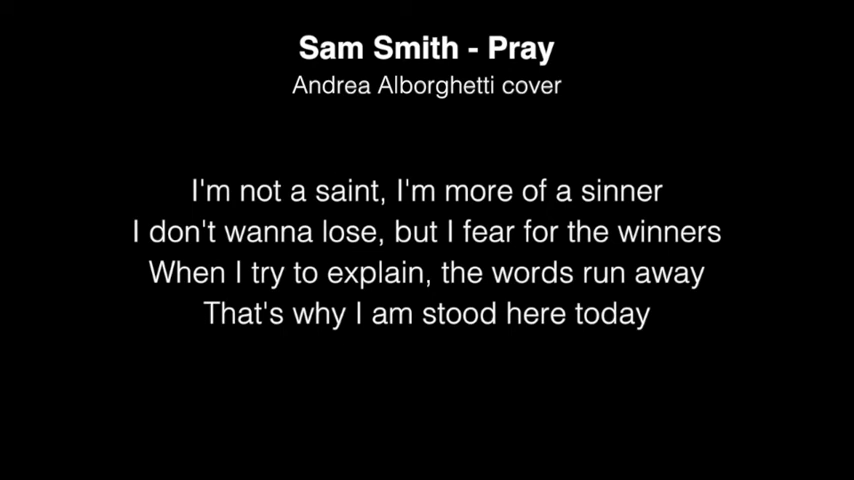 Sam Smith - Pray
Andrea Alborghetti cover
I'm not a saint, I'm more of a sinner
I don't wanna lose, but I fear for the winners
When I try to explain, the words run away
That's why I am stood here today